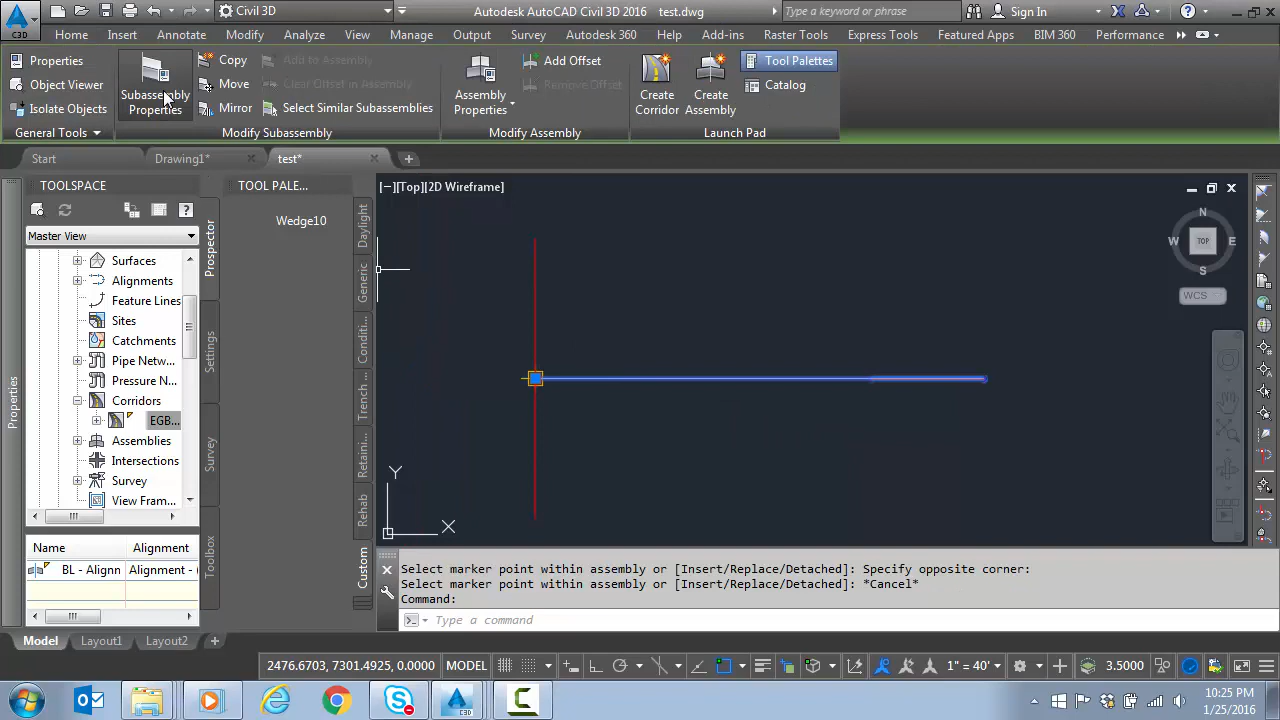 Civil 3D
Autodesk AutoCAD Civil 3D 2016 test.dwg
Type a keyword or phrase
Sign In
C3D
Home Insert Annotate Modify Analyze View Manage Output Survey Autodesk 360 Help Add-ins BIM 360 Raster Tools Express Tools Featured Apps Performance
Properties
Object Viewer
Isolate Objects
General Tools
Subassembly
Properties
Copy
Move
Mirror
Add to Assembly
Clear Offset in Assembly
Select Similar Subassemblies
Modify Subassembly
Assembly
Properties
Add Offset
Remove Offset
Modify Assembly
Create
Corridor
Create
Assembly
Tool Palettes
Catalog
Launch Pad
Start
Drawing1*
test*
TOOLSPACE
Master View
Surfaces
Alignments
Feature Lines
Sites
Catchments
Pipe Netw...
Pressure N...
Corridors
EGB...
Assemblies
Intersections
Survey
View Fram...
Name Alignment
BL - Alignn Alignment - (
Prospector
Settings
Survey
Toolbox
Properties
TOOL PALE...
Wedge10
Daylight
Generic
Conditi...
Trench ...
Retaini...
Rehab
Custom
[−][Top][2D Wireframe]
N
W TOP E
S
WCS
Y
X
Select marker point within assembly or [Insert/Replace/Detached]: Specify opposite corner:
Select marker point within assembly or [Insert/Replace/Detached]: *Cancel*
Command:
Type a command
Model Layout1 Layout2
2476.6703, 7301.4925, 0.0000 MODEL 1" = 40' 3.5000
C3D
10:25 PM
1/25/2016